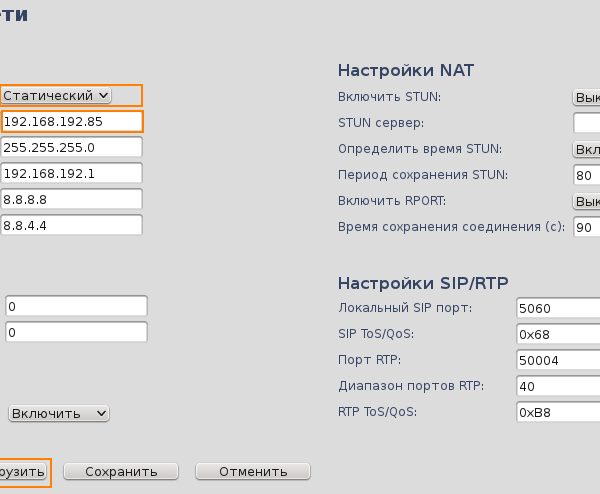 ети
Статический
192.168.192.85
255.255.255.0
192.168.192.1
8.8.8.8
8.8.4.4
0
0
Включить
рузить
Сохранить
Отменить
Настройки NAT
Включить STUN:
Вык
STUN сервер:
Определить время STUN:
Вкл
Период сохранения STUN:
80
Включить RPORT:
Вык
Время сохранения соединения (с):
90
Настройки SIP/RTP
Локальный SIP порт:
5060
SIP ToS/QoS:
0x68
Порт RTP:
50004
Диапазон портов RTP:
40
RTP ToS/QoS:
0xB8